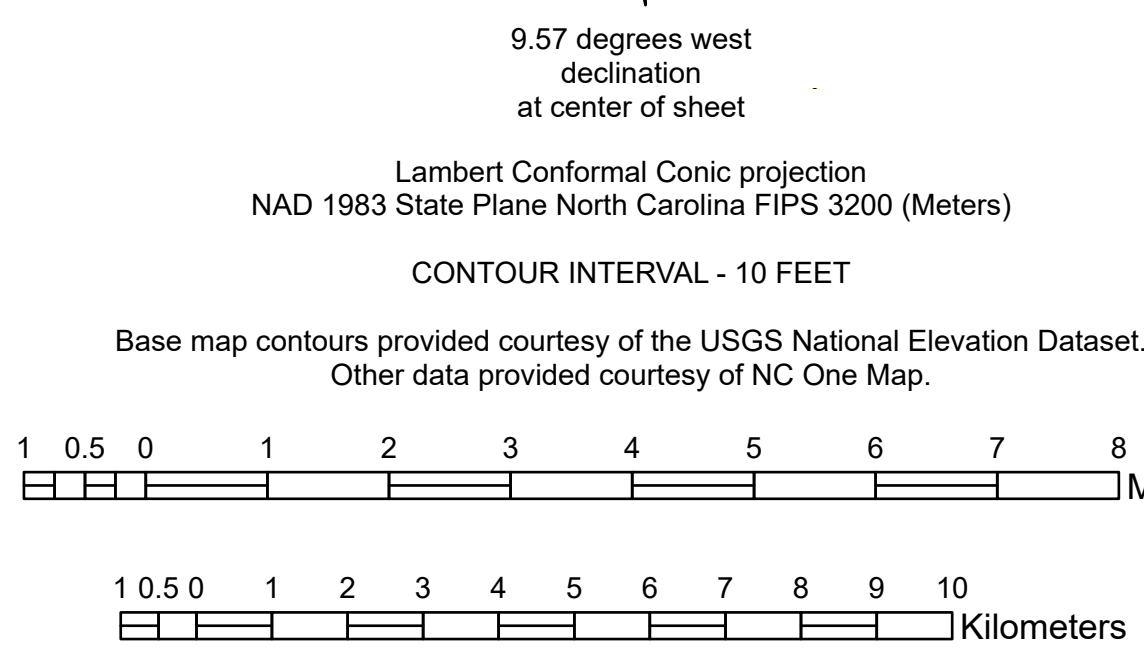 9.57 degrees west
declination
at center of sheet
Lambert Conformal Conic projection
NAD 1983 State Plane North Carolina FIPS 3200 (Meters)
CONTOUR INTERVAL - 10 FEET
Base map contours provided courtesy of the USGS National Elevation Dataset.
Other data provided courtesy of NC One Map.
1 0.5 0 1 2 3 4 5 6 7 8
1 0.5 0 1 2 3 4 5 6 7 8 9 10
Kilometers